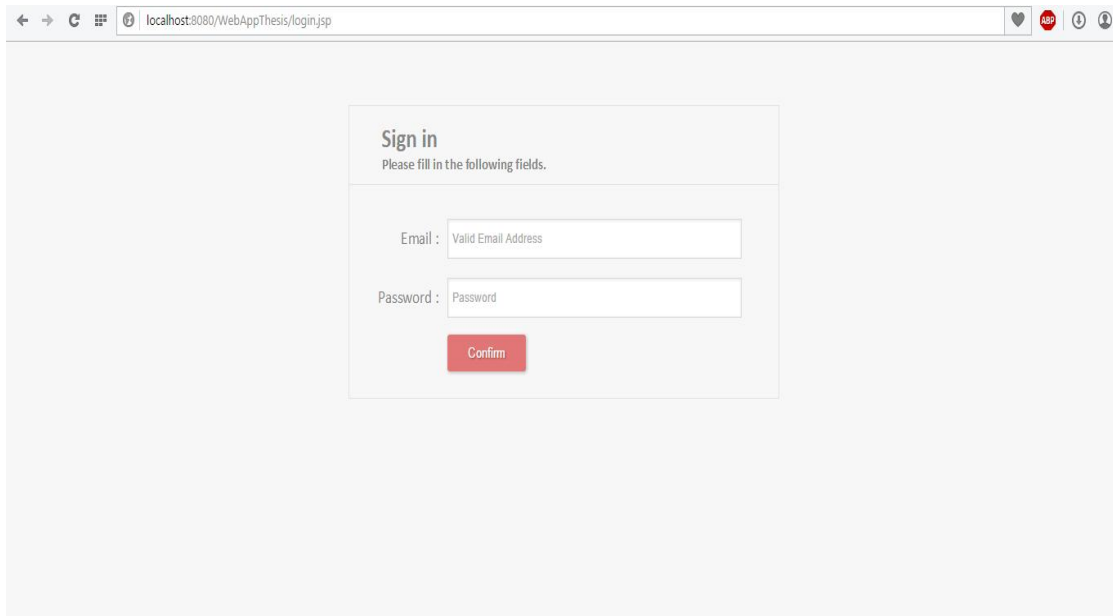 localhost:8080/WebAppThesis/login.jsp
ABP
Sign in
Please fill in the following fields.
Email : Valid Email Address
Password : Password
Confirm